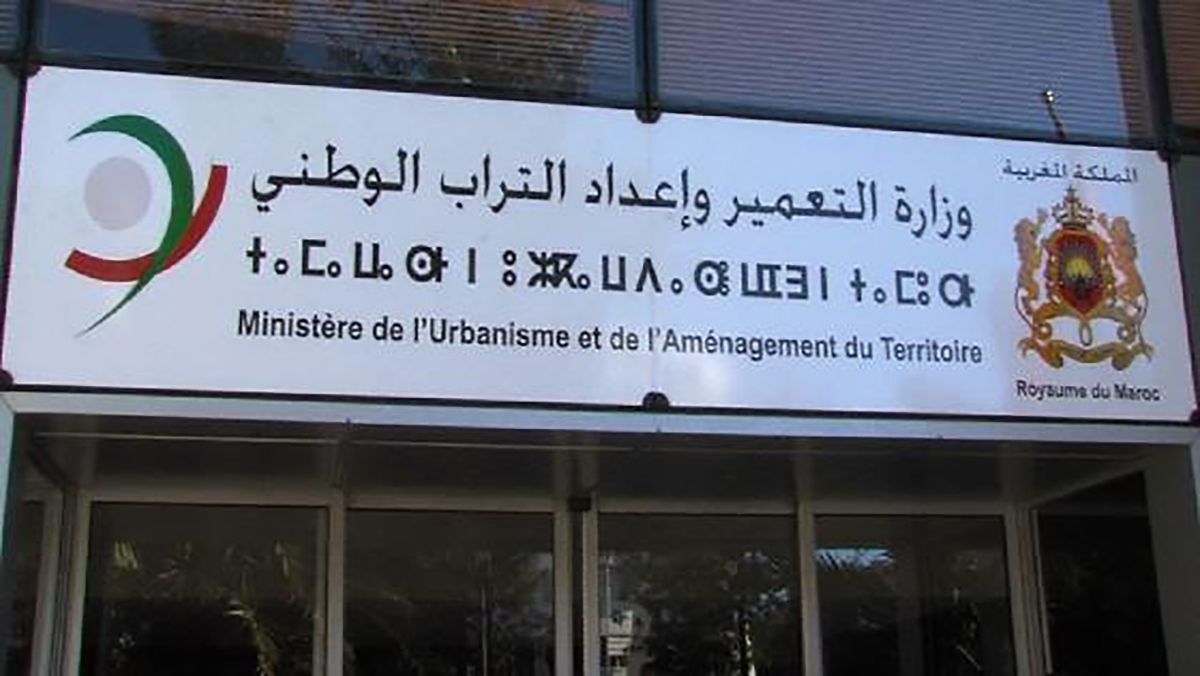 وزارة التعمير وإعداد التراب الوطني
المملكة المغربية
Ministère de l'Urbanisme et de l'Aménagement du Territoire
Royaume du Maroc